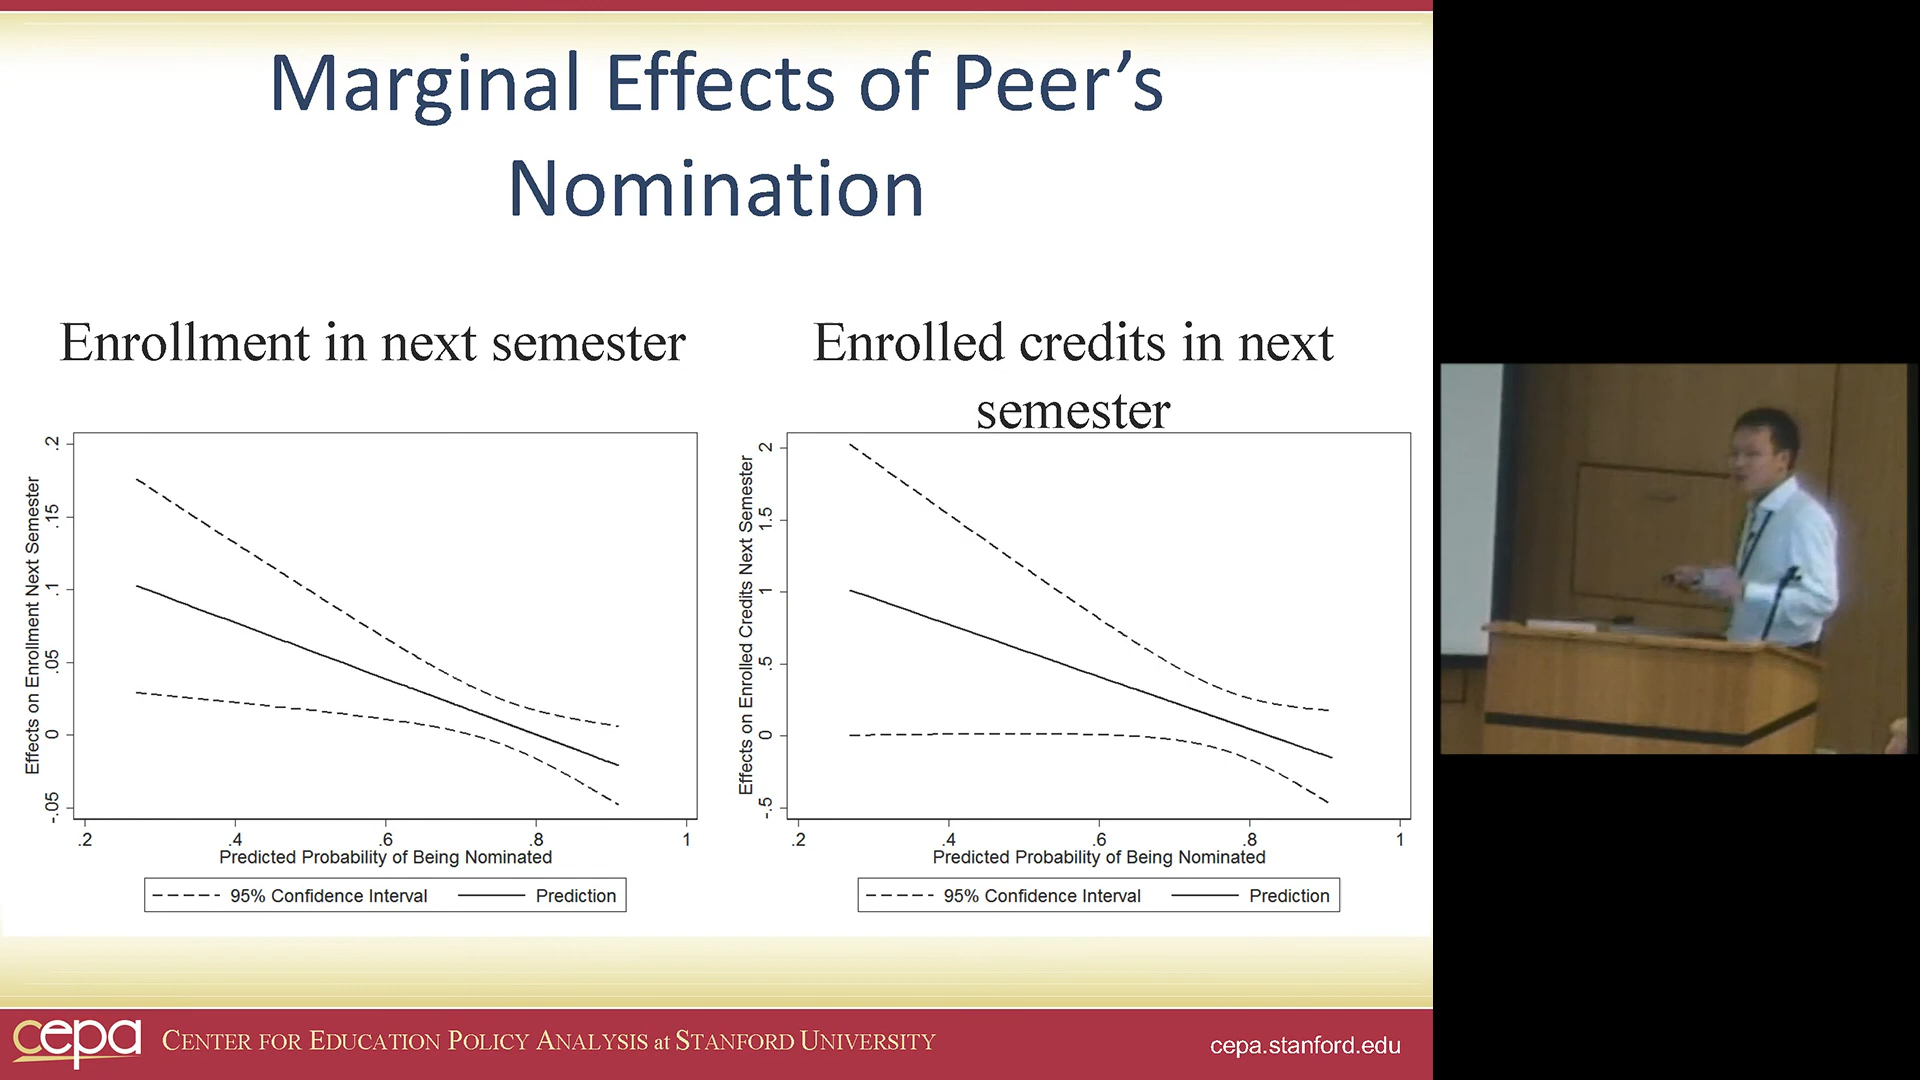 Marginal Effects of Peer's
Nomination
Enrollment in next semester
Enrolled credits in next
semester
Effects on Enrollment Next Semester
.2
.15
.1
.05
0
-.05
.2
.4
.6
.8
1
Predicted Probability of Being Nominated
95% Confidence Interval
Prediction
Effects on Enrolled Credits Next Semester
2
1.5
1
.5
0
-.5
.2
.4
.6
.8
1
Predicted Probability of Being Nominated
95% Confidence Interval
Prediction
cepa
CENTER FOR EDUCATION POLICY ANALYSIS at STANFORD UNIVERSITY
cepa.stanford.edu